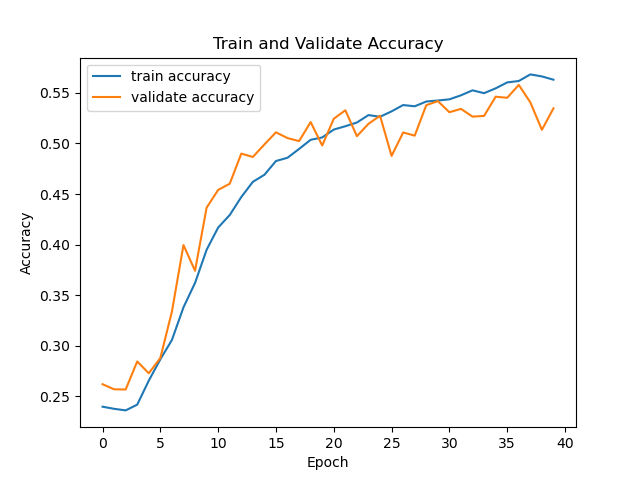 Train and Validate Accuracy
train accuracy
validate accuracy
Accuracy
0.55
0.50
0.45
0.40
0.35
0.30
0.25
0 5 10 15 20 25 30 35 40
Epoch